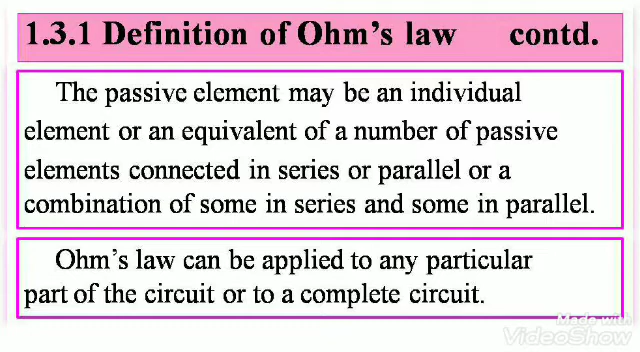 1.3.1 Definition of Ohm's law contd.
The passive element may be an individual
element or an equivalent of a number of passive
elements connected in series or parallel or a
combination of some in series and some in parallel.
Ohm's law can be applied to any particular
part of the circuit or to a complete circuit.
Made with
VideoShow